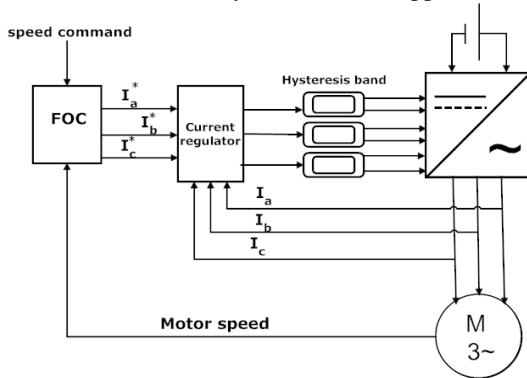 speed command
Hysteresis band
FOC
I*a
I*b
I*c
Current
regulator
~
Ia
Ib
Ic
Motor speed
M
3~